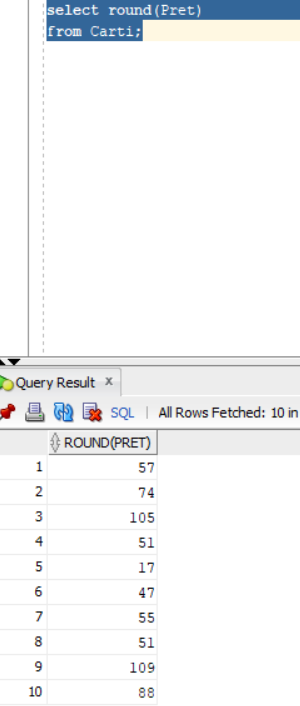 select round(Pret)
from Carti;
Query Result x
SQL | All Rows Fetched: 10 in
ROUND(PRET)
1 57
2 74
3 105
4 51
5 17
6 47
7 55
8 51
9 109
10 88